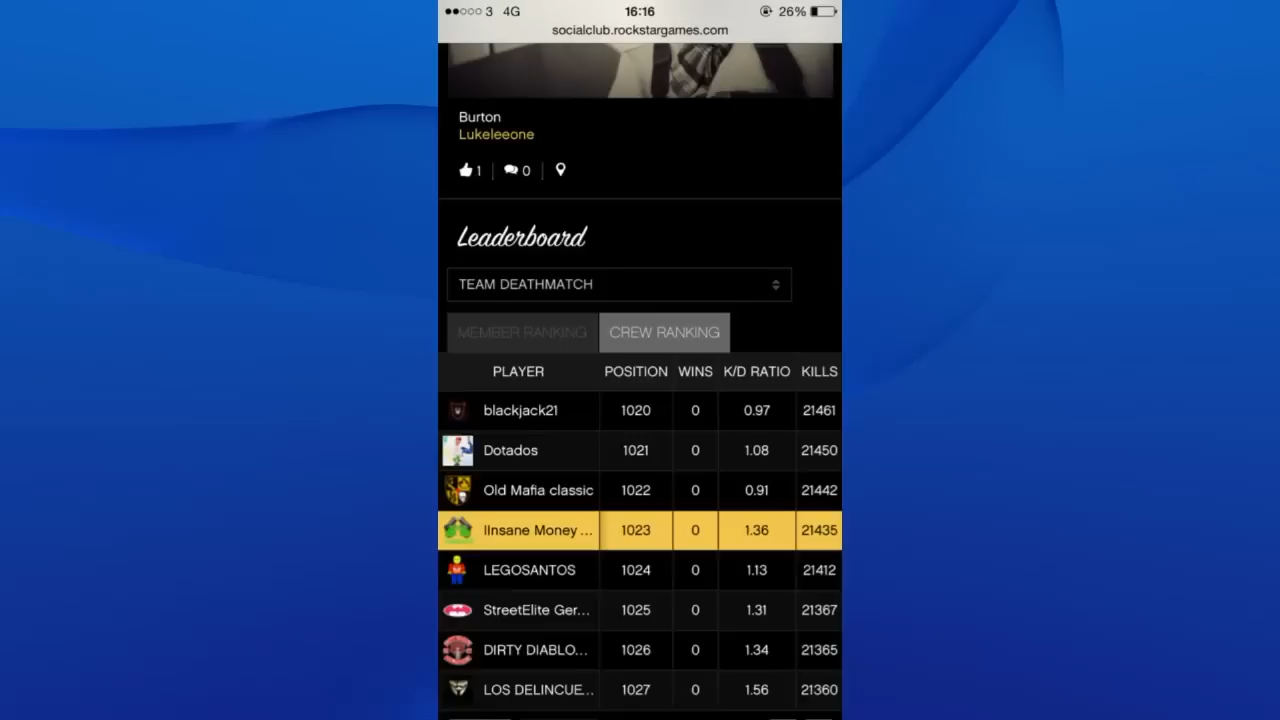 3 4G 16:16 26%
socialclub.rockstargames.com
Burton
Lukeleeone
1 0
Leaderboard
TEAM DEATHMATCH
MEMBER RANKING CREW RANKING
PLAYER POSITION WINS K/D RATIO KILLS
blackjack21 1020 0 0.97 21461
Dotados 1021 0 1.08 21450
Old Mafia classic 1022 0 0.91 21442
IInsane Money ... 1023 0 1.36 21435
LEGOSANTOS 1024 0 1.13 21412
StreetElite Ger... 1025 0 1.31 21367
DIRTY DIABLO... 1026 0 1.34 21365
LOS DELINCUE... 1027 0 1.56 21360